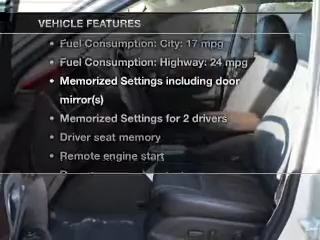 VEHICLE FEATURES
• Fuel Consumption: City: 17 mpg
• Fuel Consumption: Highway: 24 mpg
• Memorized Settings including door
mirror(s)
• Memorized Settings for 2 drivers
• Driver seat memory
• Remote engine start